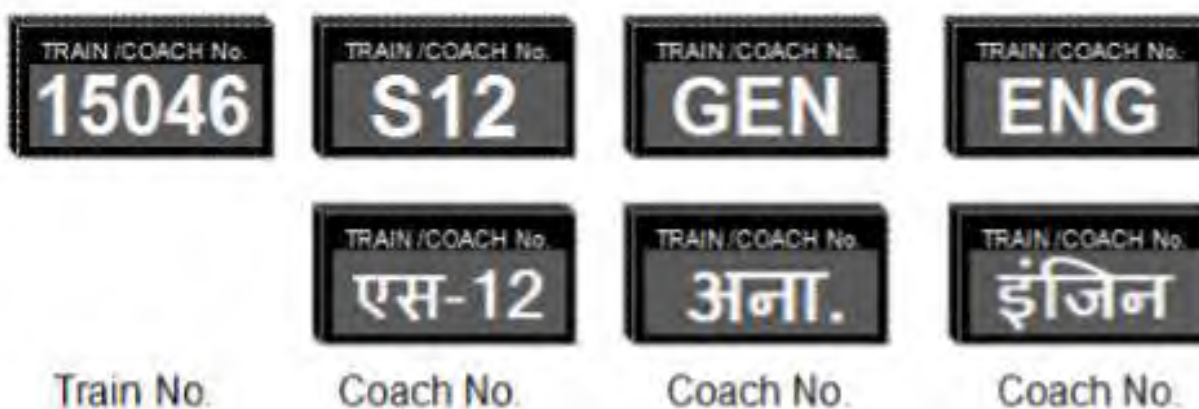 TRAIN /COACH No. TRAIN /COACH No. TRAIN /COACH No. TRAIN /COACH No.
15046 S12 GEN ENG
TRAIN /COACH No. TRAIN /COACH No. TRAIN /COACH No.
एस-12 अना. इंजिन
Train No. Coach No. Coach No. Coach No.